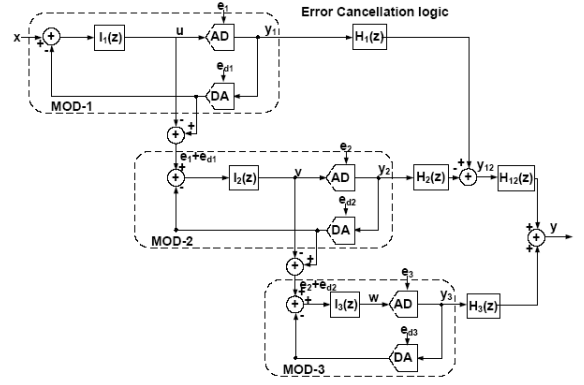 Error Cancellation logic
e1
x + - I1(z) u AD y1 H1(z)
ed1
DA
MOD-1
- +
e1+ed1
e2
+ - I2(z) v AD y2 H2(z) + - y12 H12(z)
ed2
DA
MOD-2
- +
e2+ed2
e3
+ + - I3(z) w AD y3 H3(z) + + y
ed3
DA
MOD-3